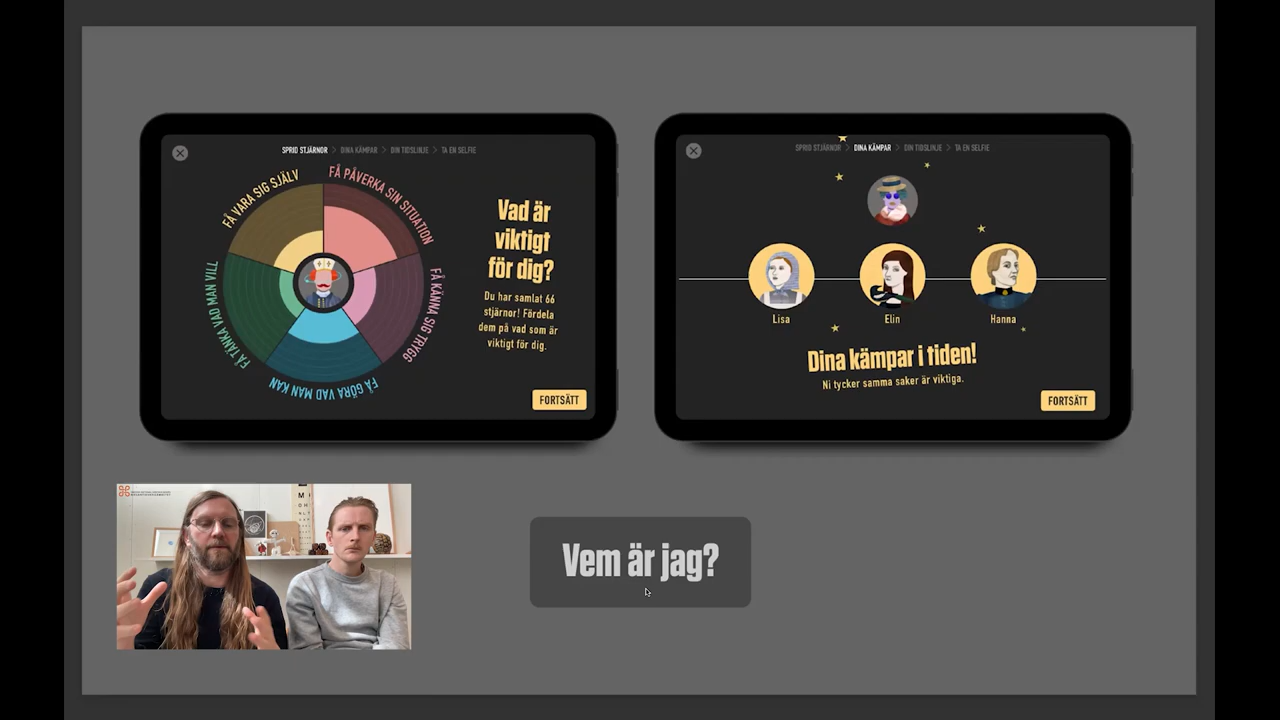 SPRID STJÄRNOR > DINA KÄMPAR > DIN TIDSLINJE > TA EN SELFIE
FÅ VARA SIG SJÄLV
FÅ PÅVERKA SIN SITUATION
FÅ KÄNNA SIG TRYGG
FÅ GÖRA VAD MAN KAN
FÅ TÄNKA VAD MAN VILL
Vad är
viktigt
för dig?
Du har samlat 66
stjärnor! Fördela
dem på vad som är
viktigt för dig.
FORTSÄTT
SPRID STJÄRNOR > DINA KÄMPAR > DIN TIDSLINJE > TA EN SELFIE
Lisa
Elin
Hanna
Dina kämpar i tiden!
Ni tycker samma saker är viktiga.
FORTSÄTT
Vem är jag?